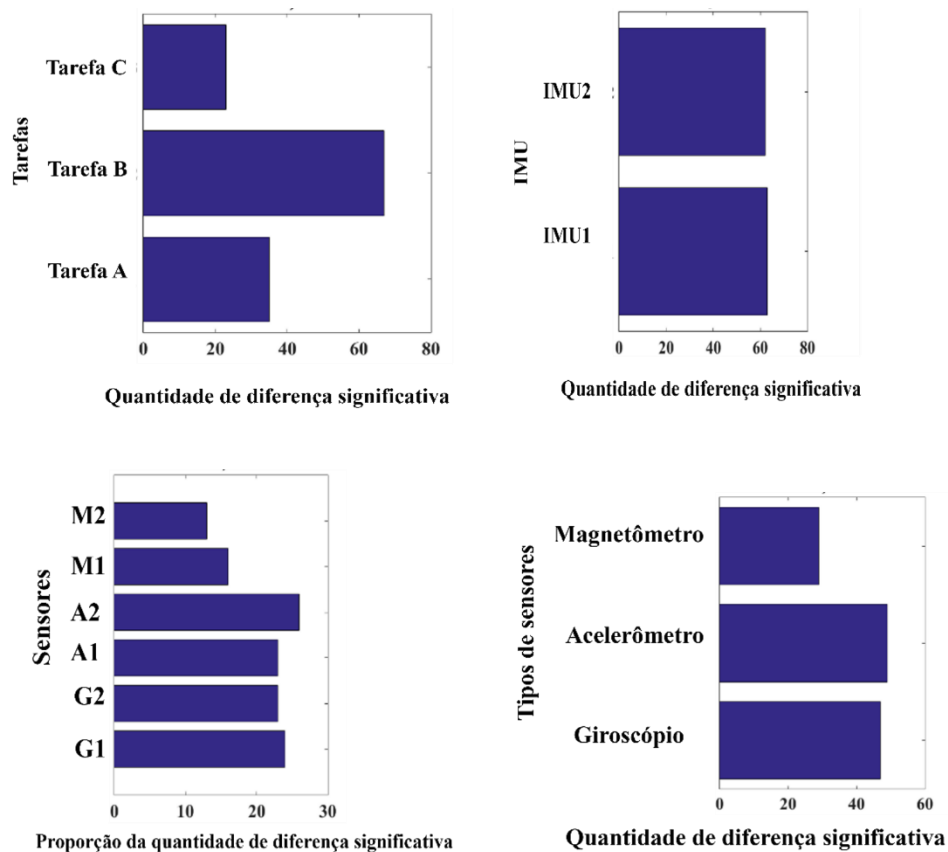 Tarefas
Tarefa C
Tarefa B
Tarefa A
0 20 40 60 80
Quantidade de diferença significativa
IMU
IMU2
IMU1
0 20 40 60 80
Quantidade de diferença significativa
Sensores
M2
M1
A2
A1
G2
G1
0 10 20 30
Proporção da quantidade de diferença significativa
Tipos de sensores
Magnetômetro
Acelerômetro
Giroscópio
0 20 40 60
Quantidade de diferença significativa